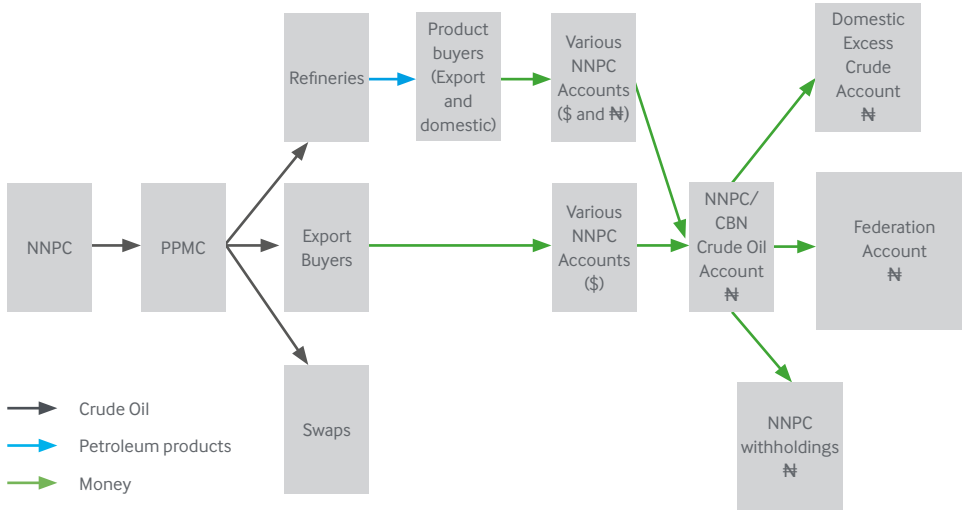 NNPC
PPMC
Refineries
Product
buyers
(Export
and
domestic)
Various
NNPC
Accounts
($ and ₦)
Export
Buyers
Various
NNPC
Accounts
($)
Swaps
NNPC/
CBN
Crude Oil
Account
₦
Domestic
Excess
Crude
Account
₦
Federation
Account
₦
NNPC
withholdings
₦
Crude Oil
Petroleum products
Money